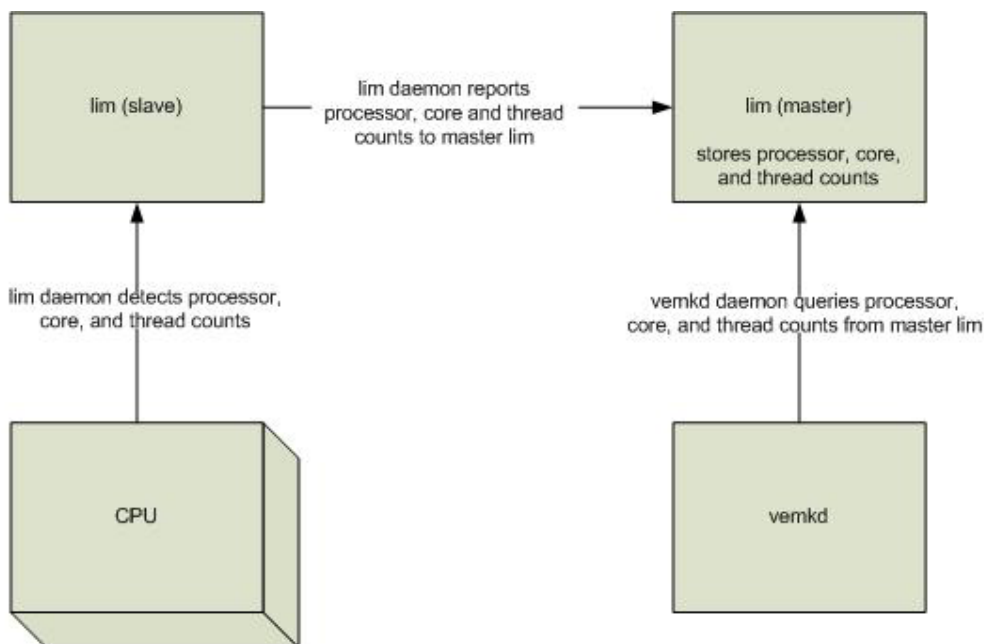 lim (slave)
lim daemon reports
processor, core and thread
counts to master lim
lim (master)
stores processor, core,
and thread counts
lim daemon detects processor,
core, and thread counts
vemkd daemon queries processor,
core, and thread counts from master lim
CPU
vemkd